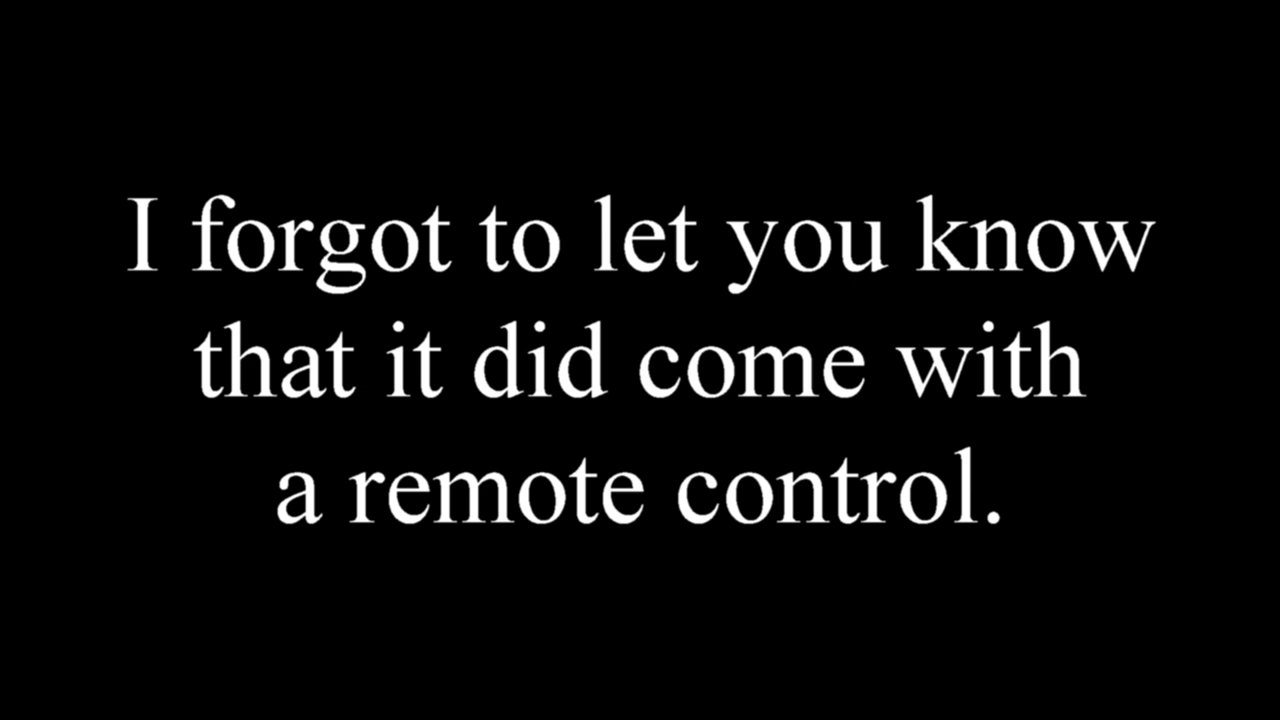 I forgot to let you know
that it did come with
a remote control.